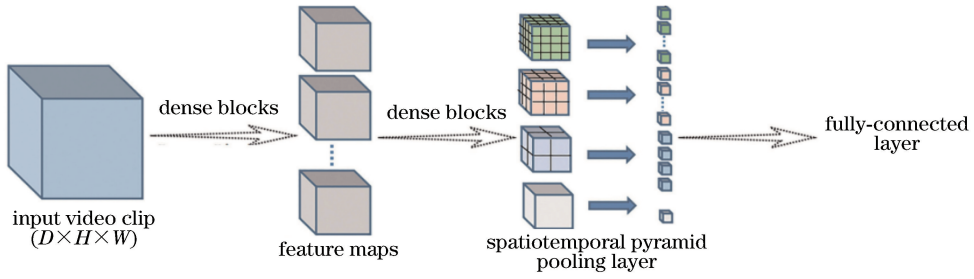 dense blocks
dense blocks
fully-connected
layer
input video clip
(D×H×W)
feature maps
spatiotemporal pyramid
pooling layer